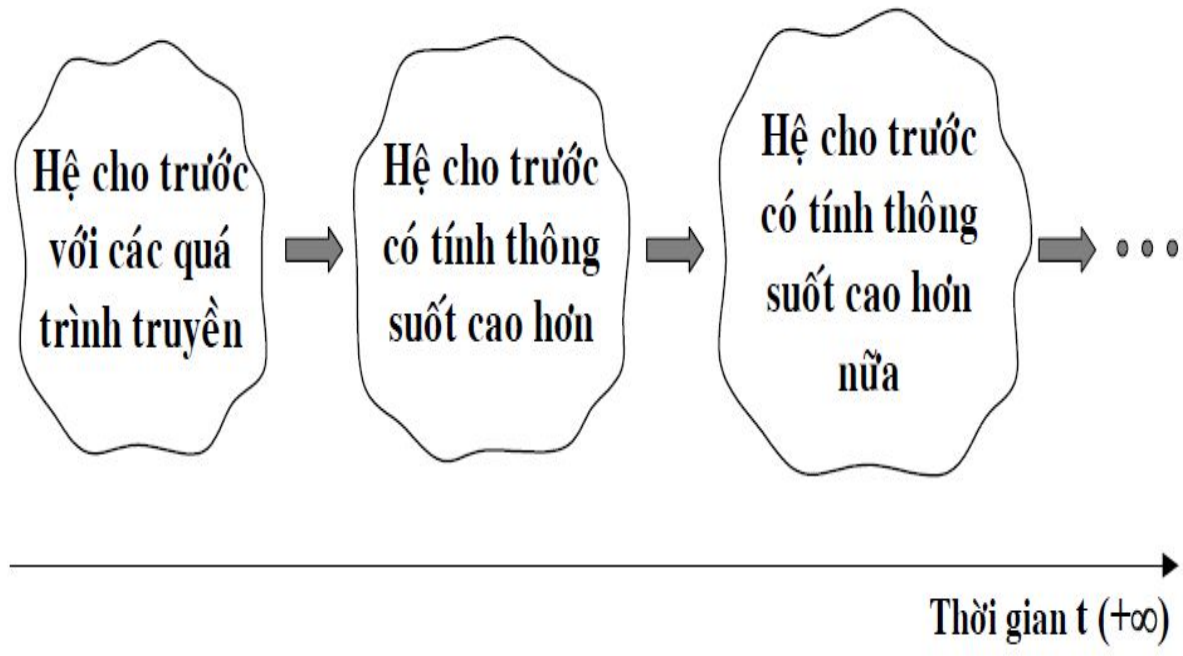 Hệ cho trước
với các quá
trình truyền
Hệ cho trước
có tính thông
suốt cao hơn
Hệ cho trước
có tính thông
suốt cao hơn
nữa
Thời gian t (+∞)